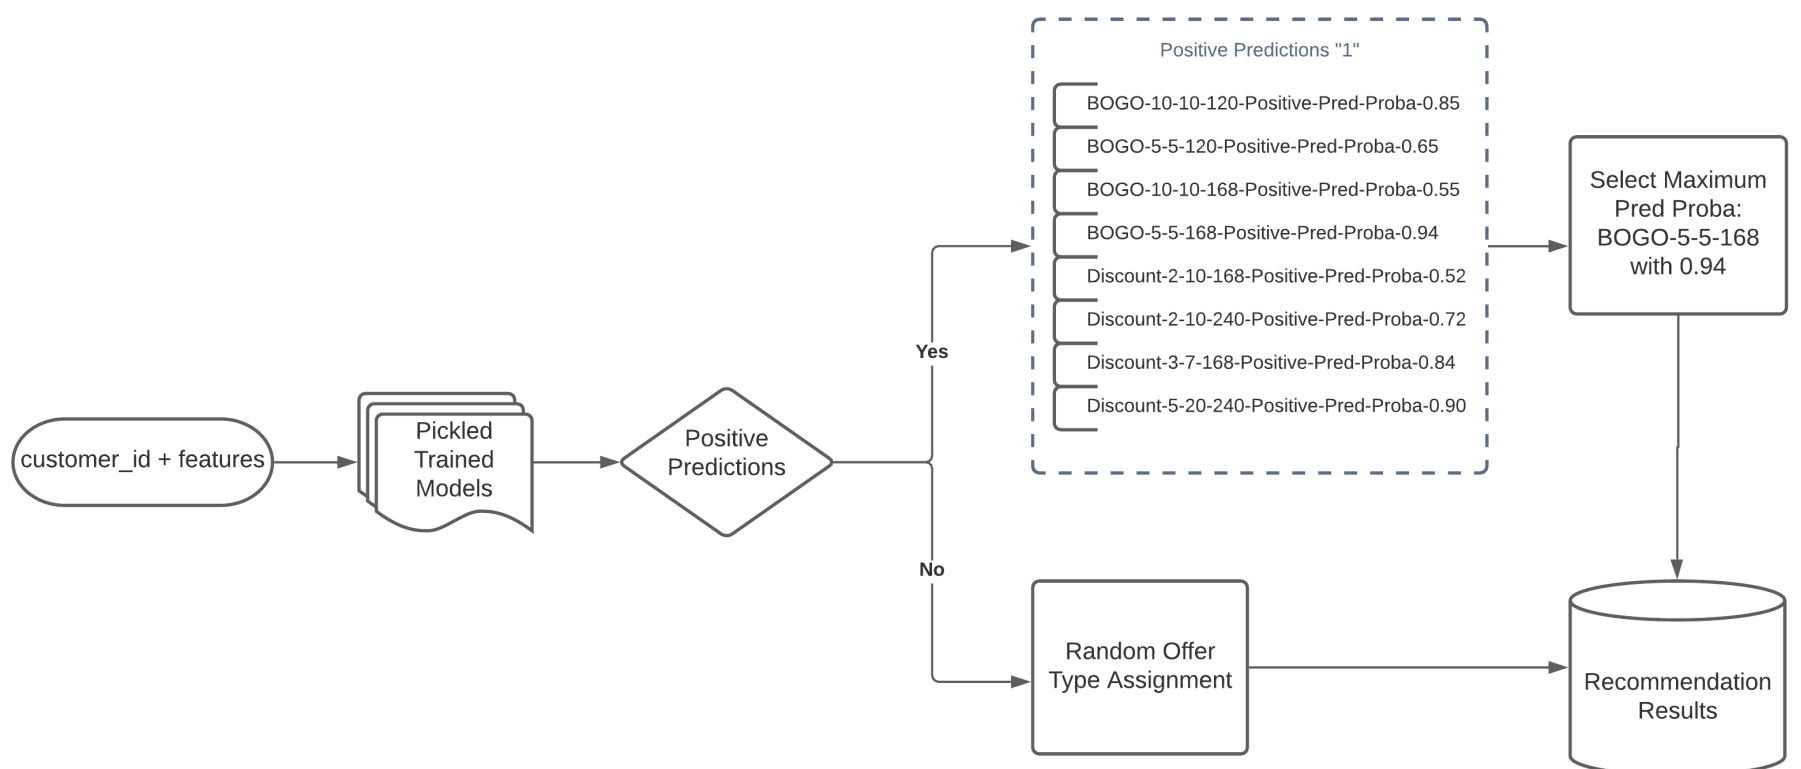 customer_id + features
Pickled
Trained
Models
Positive
Predictions
Yes
No
Positive Predictions "1"
BOGO-10-10-120-Positive-Pred-Proba-0.85
BOGO-5-5-120-Positive-Pred-Proba-0.65
BOGO-10-10-168-Positive-Pred-Proba-0.55
BOGO-5-5-168-Positive-Pred-Proba-0.94
Discount-2-10-168-Positive-Pred-Proba-0.52
Discount-2-10-240-Positive-Pred-Proba-0.72
Discount-3-7-168-Positive-Pred-Proba-0.84
Discount-5-20-240-Positive-Pred-Proba-0.90
Select Maximum
Pred Proba:
BOGO-5-5-168
with 0.94
Random Offer
Type Assignment
Recommendation
Results